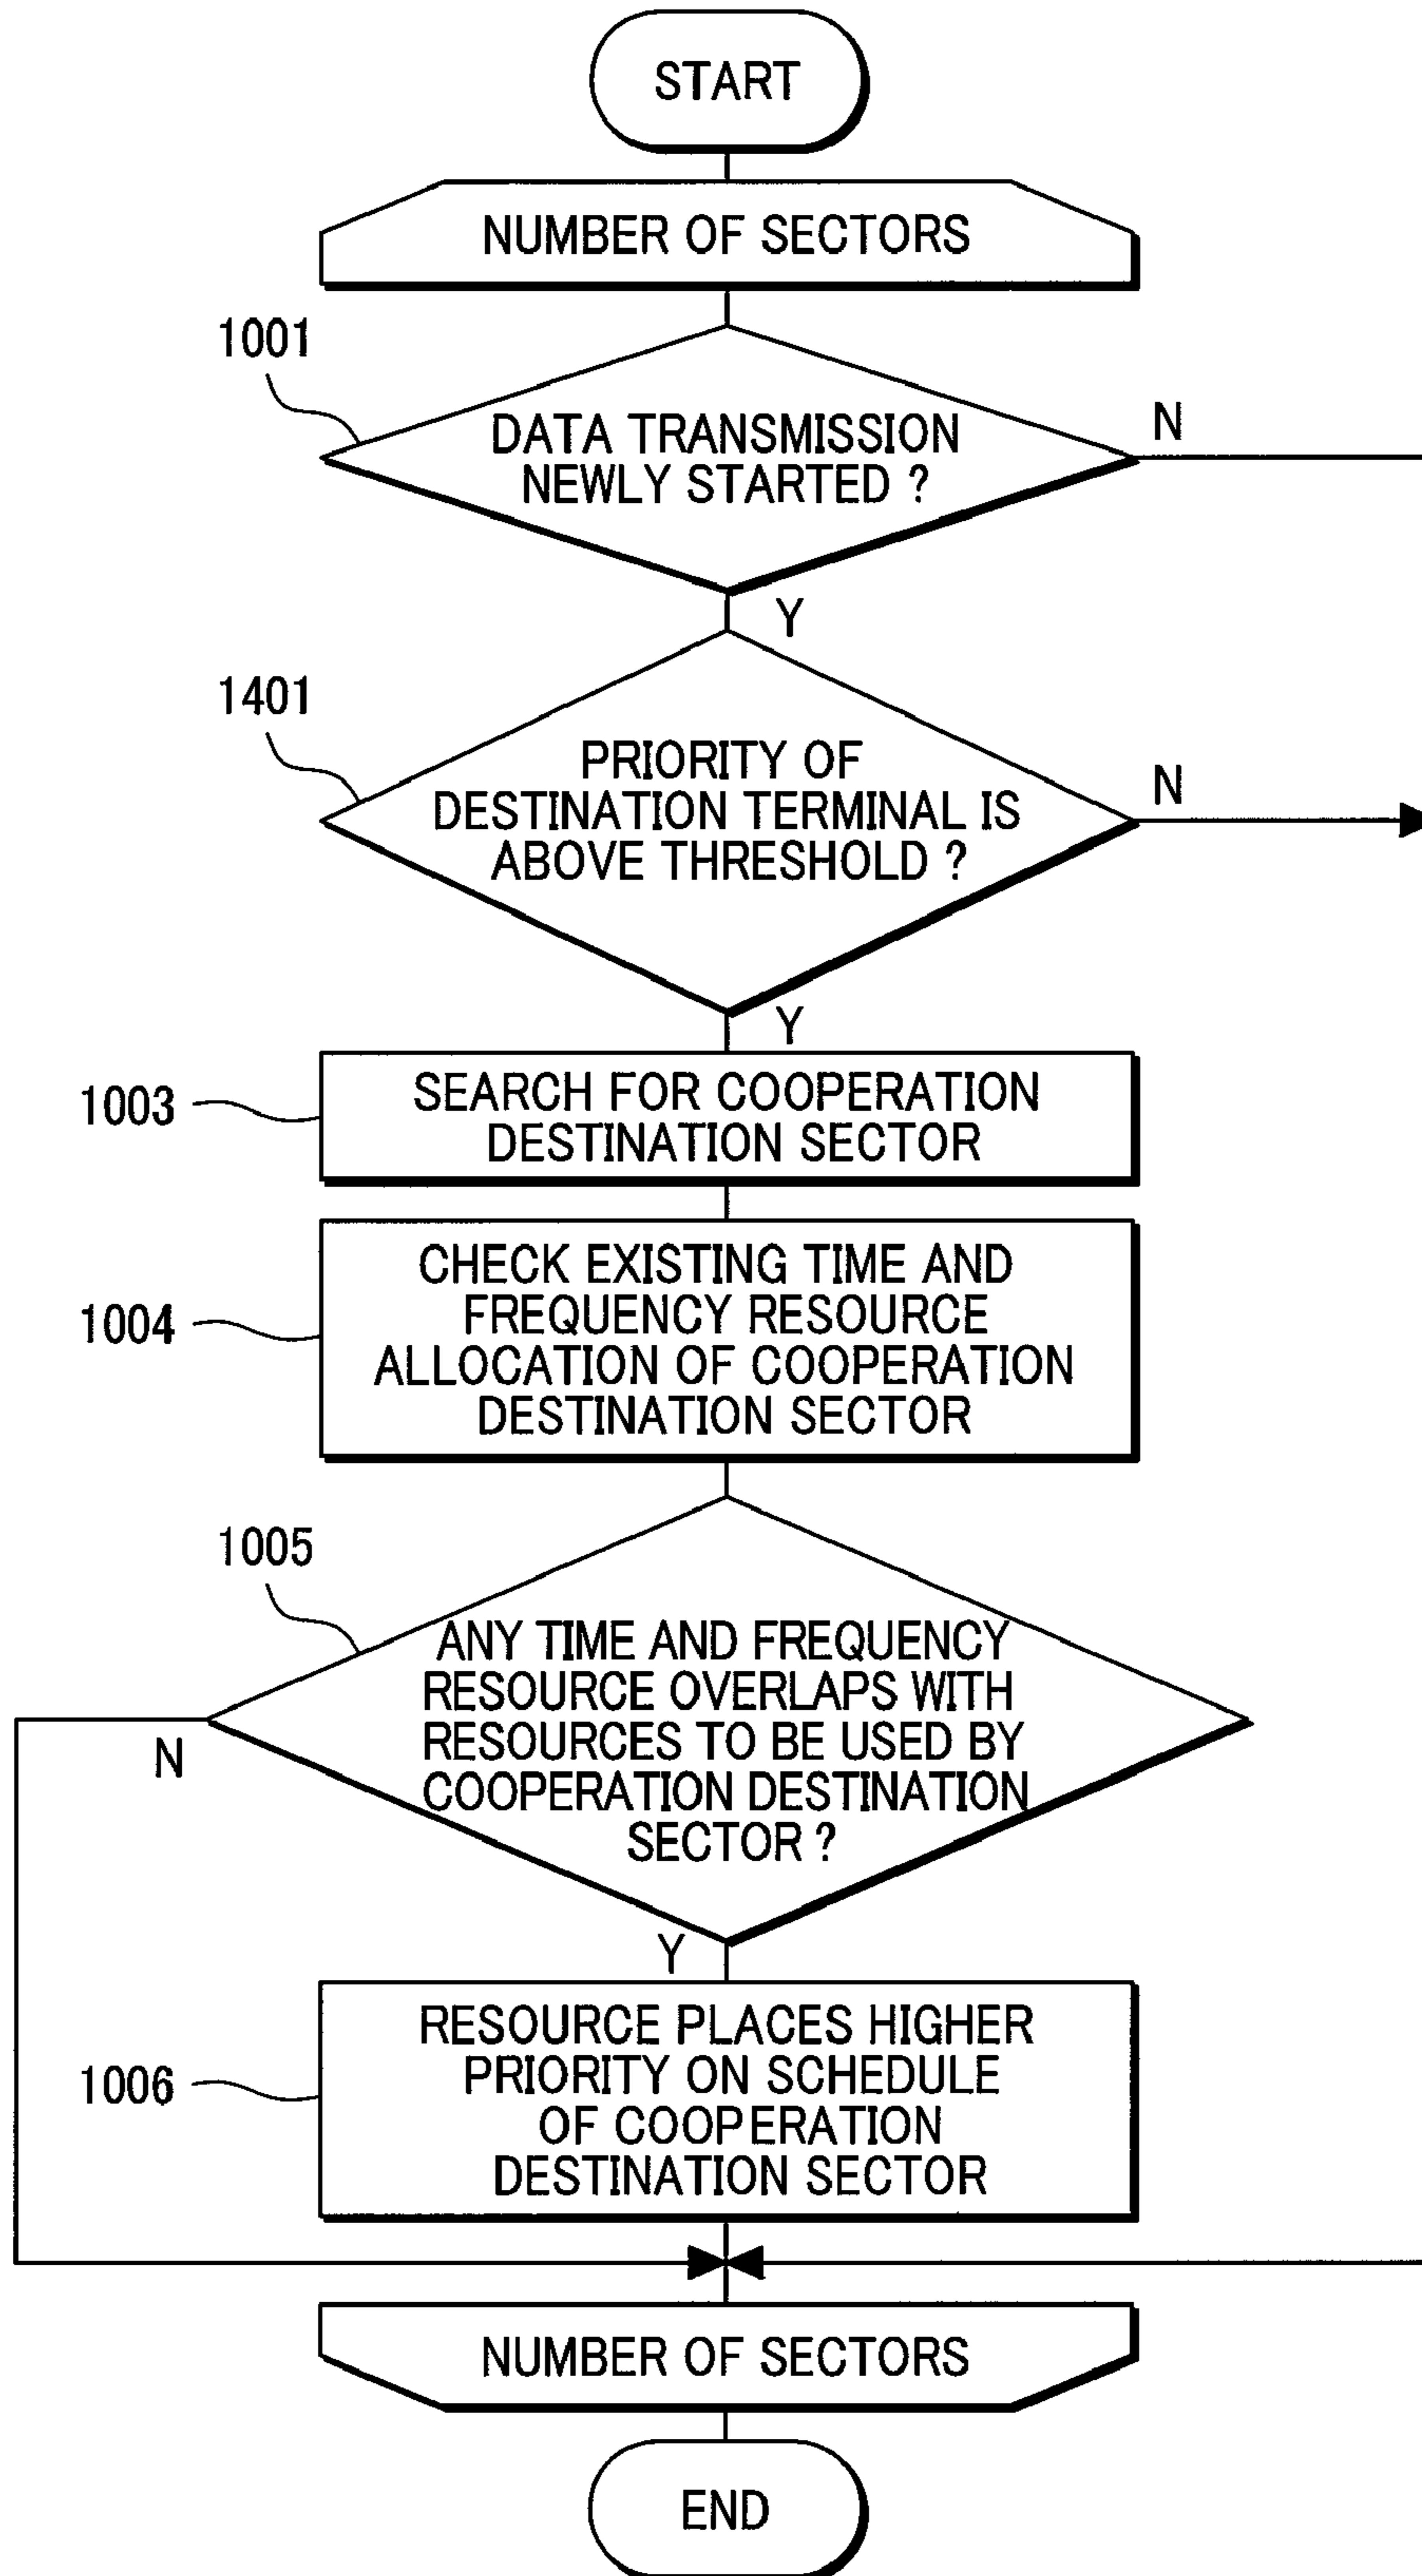 START
NUMBER OF SECTORS
1001
DATA TRANSMISSION
NEWLY STARTED ?
N
Y
1401
PRIORITY OF
DESTINATION TERMINAL IS
ABOVE THRESHOLD ?
N
Y
1003
SEARCH FOR COOPERATION
DESTINATION SECTOR
1004
CHECK EXISTING TIME AND
FREQUENCY RESOURCE
ALLOCATION OF COOPERATION
DESTINATION SECTOR
1005
ANY TIME AND FREQUENCY
RESOURCE OVERLAPS WITH
RESOURCES TO BE USED BY
COOPERATION DESTINATION
SECTOR ?
N
Y
1006
RESOURCE PLACES HIGHER
PRIORITY ON SCHEDULE
OF COOPERATION
DESTINATION SECTOR
NUMBER OF SECTORS
END